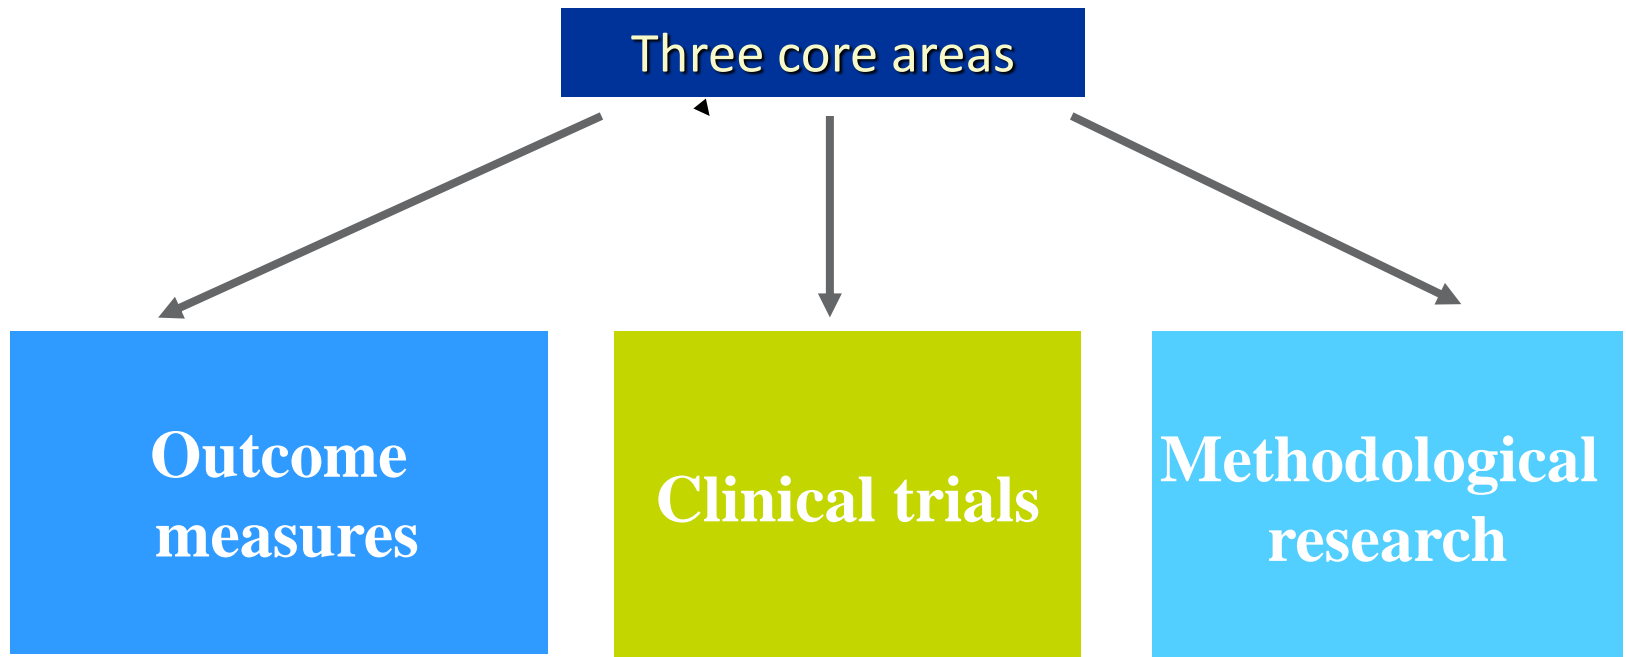 Three core areas
Outcome
measures
Clinical trials
Methodological
research